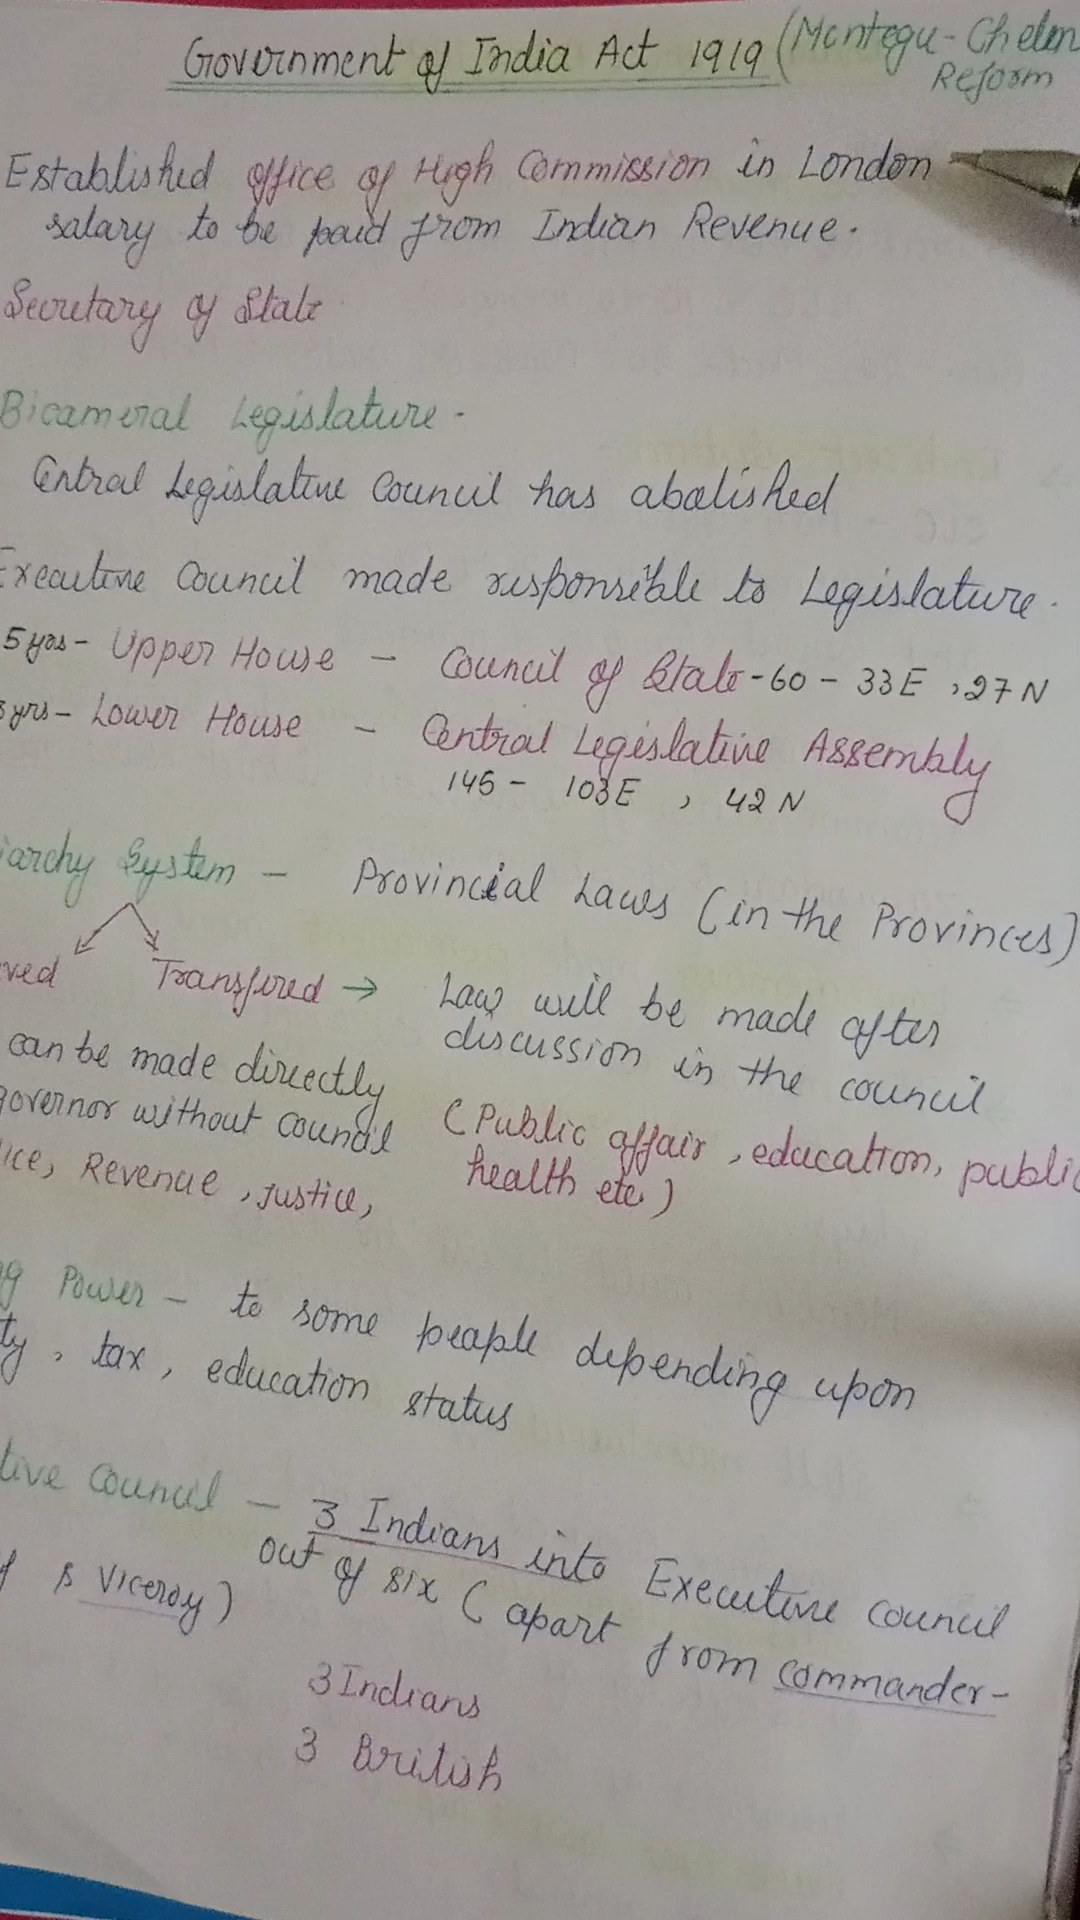 Government of India Act 1919 (Montegu-Chelm
Reform
Established office of High Commission in London
salary to be paid from Indian Revenue.
Secretary of State
Bicameral Legislature -
Central Legislative Council has abolished
Executive Council made responsible to Legislature.
5 yrs - Upper House - Council of State - 60 - 33E, 27N
yrs - Lower House - Central Legislative Assembly
145 - 103E, 42N
iarchy System - Provincial Laws (in the Provinces)
ved Transfired → Law will be made after
discussion in the council
can be made directly
governor without council
(Public affair, education, public
health etc.)
ice, Revenue, Justice,
g Power - to some people depending upon
ty, tax, education status
tive Council - 3 Indians into Executive Council
out of six (apart from commander-
f s Viceroy)
3 Indians
3 British